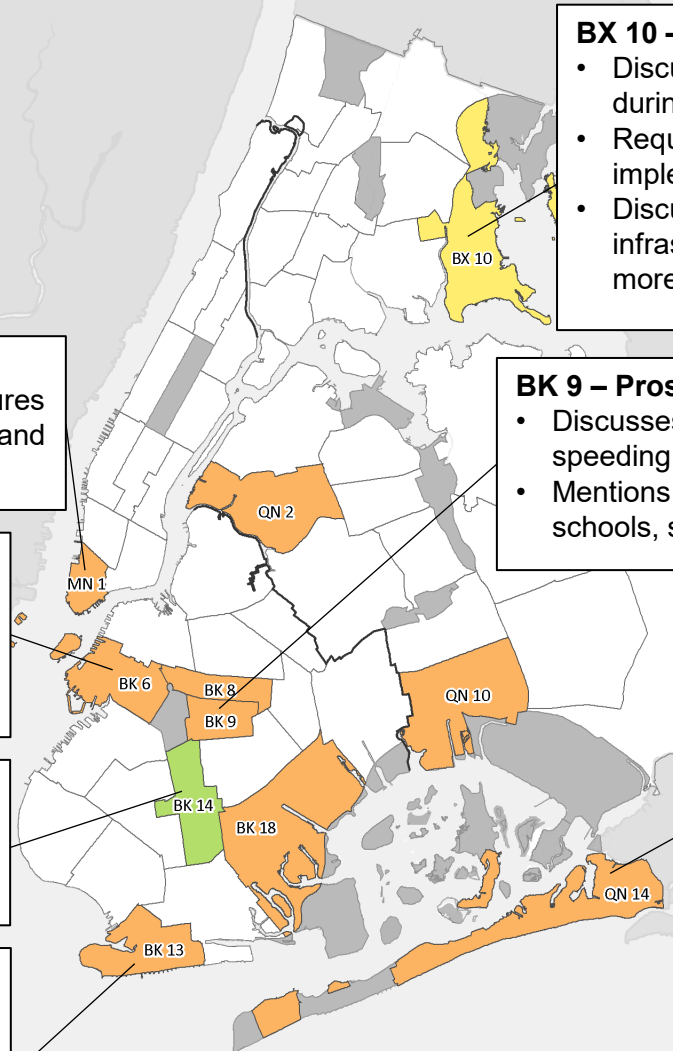 BX 10 –
• Discu
durin
• Requ
imple
• Discu
infras
more
BX 10
ures
and
BK 9 – Pros
• Discusses
speeding
• Mentions
schools, s
QN 2
MN 1
BK 6
BK 8
BK 9
QN 10
BK 14
BK 18
QN 14
BK 13